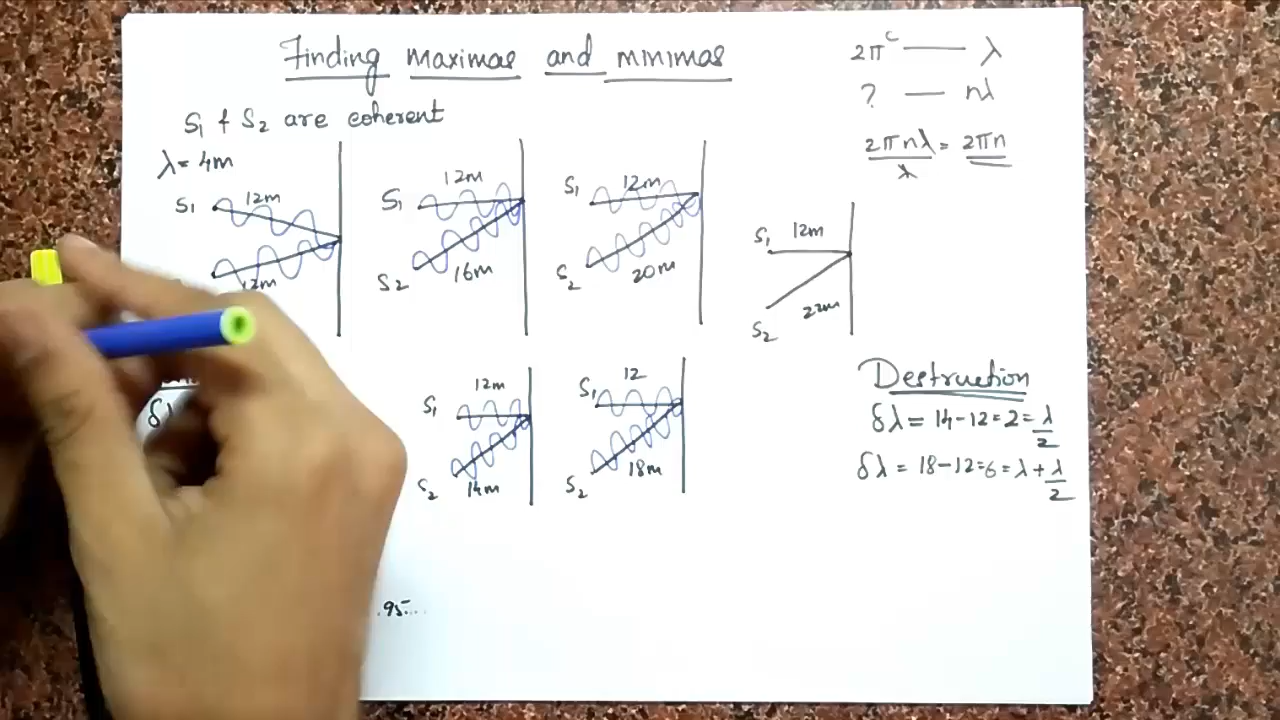 Finding maximas and minimas
2π^c — λ
? — nλ
2πnλ/λ = 2πn
S₁ & S₂ are coherent
λ = 4m
S₁ 12m
12m
S₁ 12m
S₂ 16m
S₁ 12m
S₂ 20m
S₁ 12m
S₂ 22m
S₁ 12m
S₂ 14m
S₁ 12
S₂ 18m
Destruction
δλ = 14-12=2= λ/2
δλ = 18-12=6= λ+λ/2
.95....